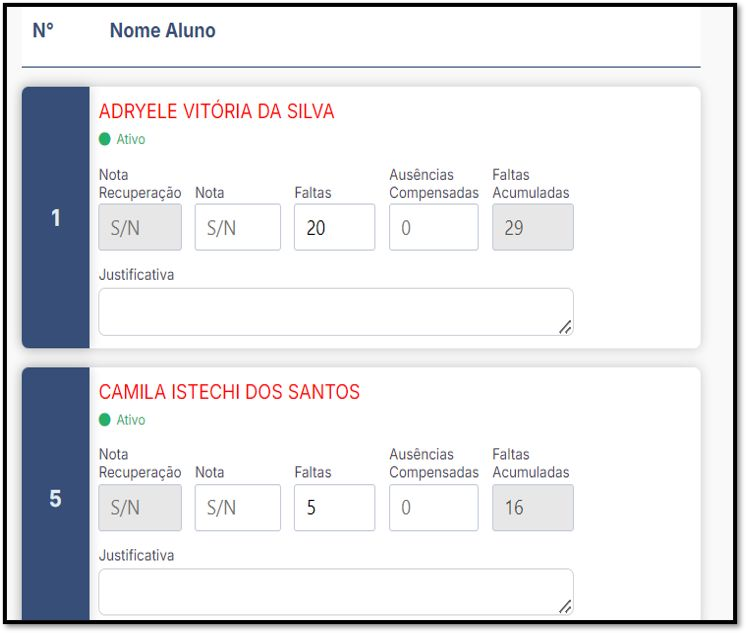 N° Nome Aluno
ADRYELE VITÓRIA DA SILVA
Ativo
1
Nota Recuperação Nota Faltas Ausências Compensadas Faltas Acumuladas
S/N S/N 20 0 29
Justificativa
CAMILA ISTECHI DOS SANTOS
Ativo
5
Nota Recuperação Nota Faltas Ausências Compensadas Faltas Acumuladas
S/N S/N 5 0 16
Justificativa